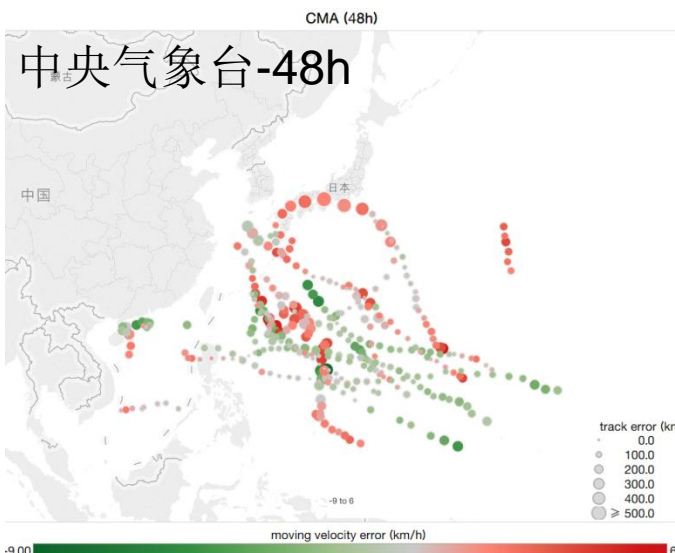 CMA (48h)
中央气象台-48h
蒙古
日本
中国
track error (km
0.0
100.0
200.0
300.0
400.0
⩾ 500.0
-9 to 6
moving velocity error (km/h)
-9.00
6